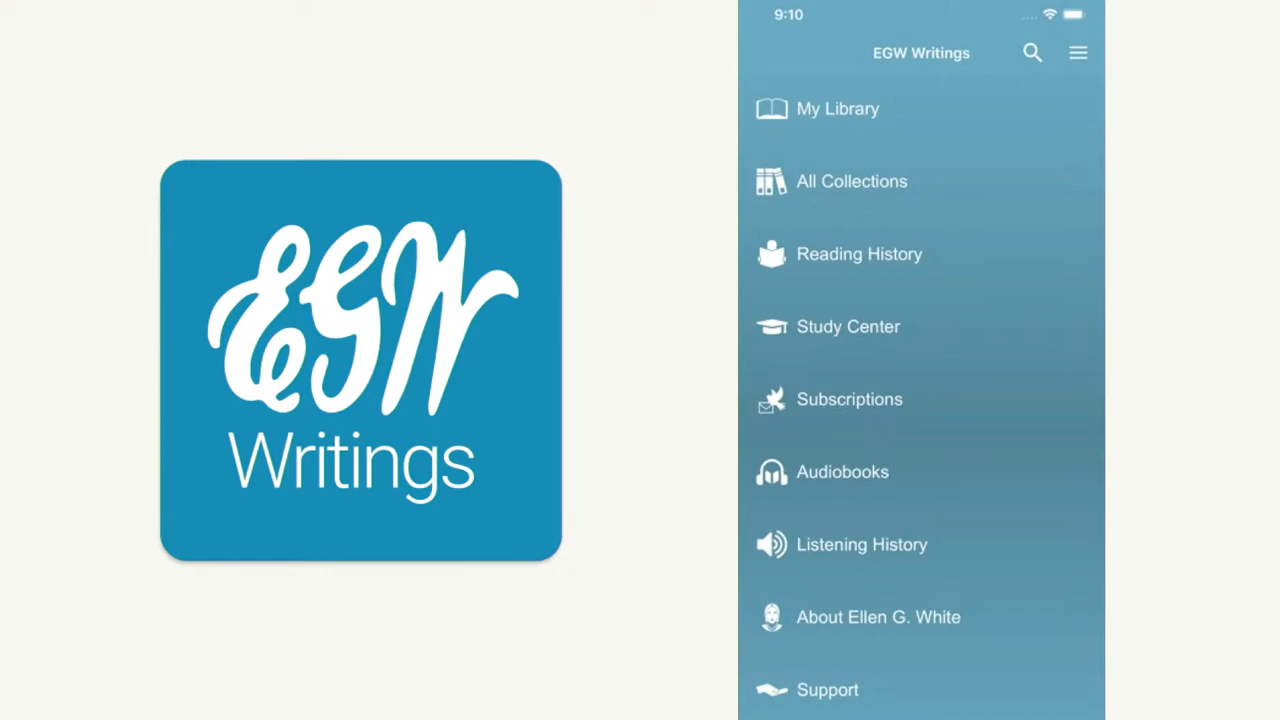 EGW
Writings
9:10
EGW Writings
My Library
All Collections
Reading History
Study Center
Subscriptions
Audiobooks
Listening History
About Ellen G. White
Support